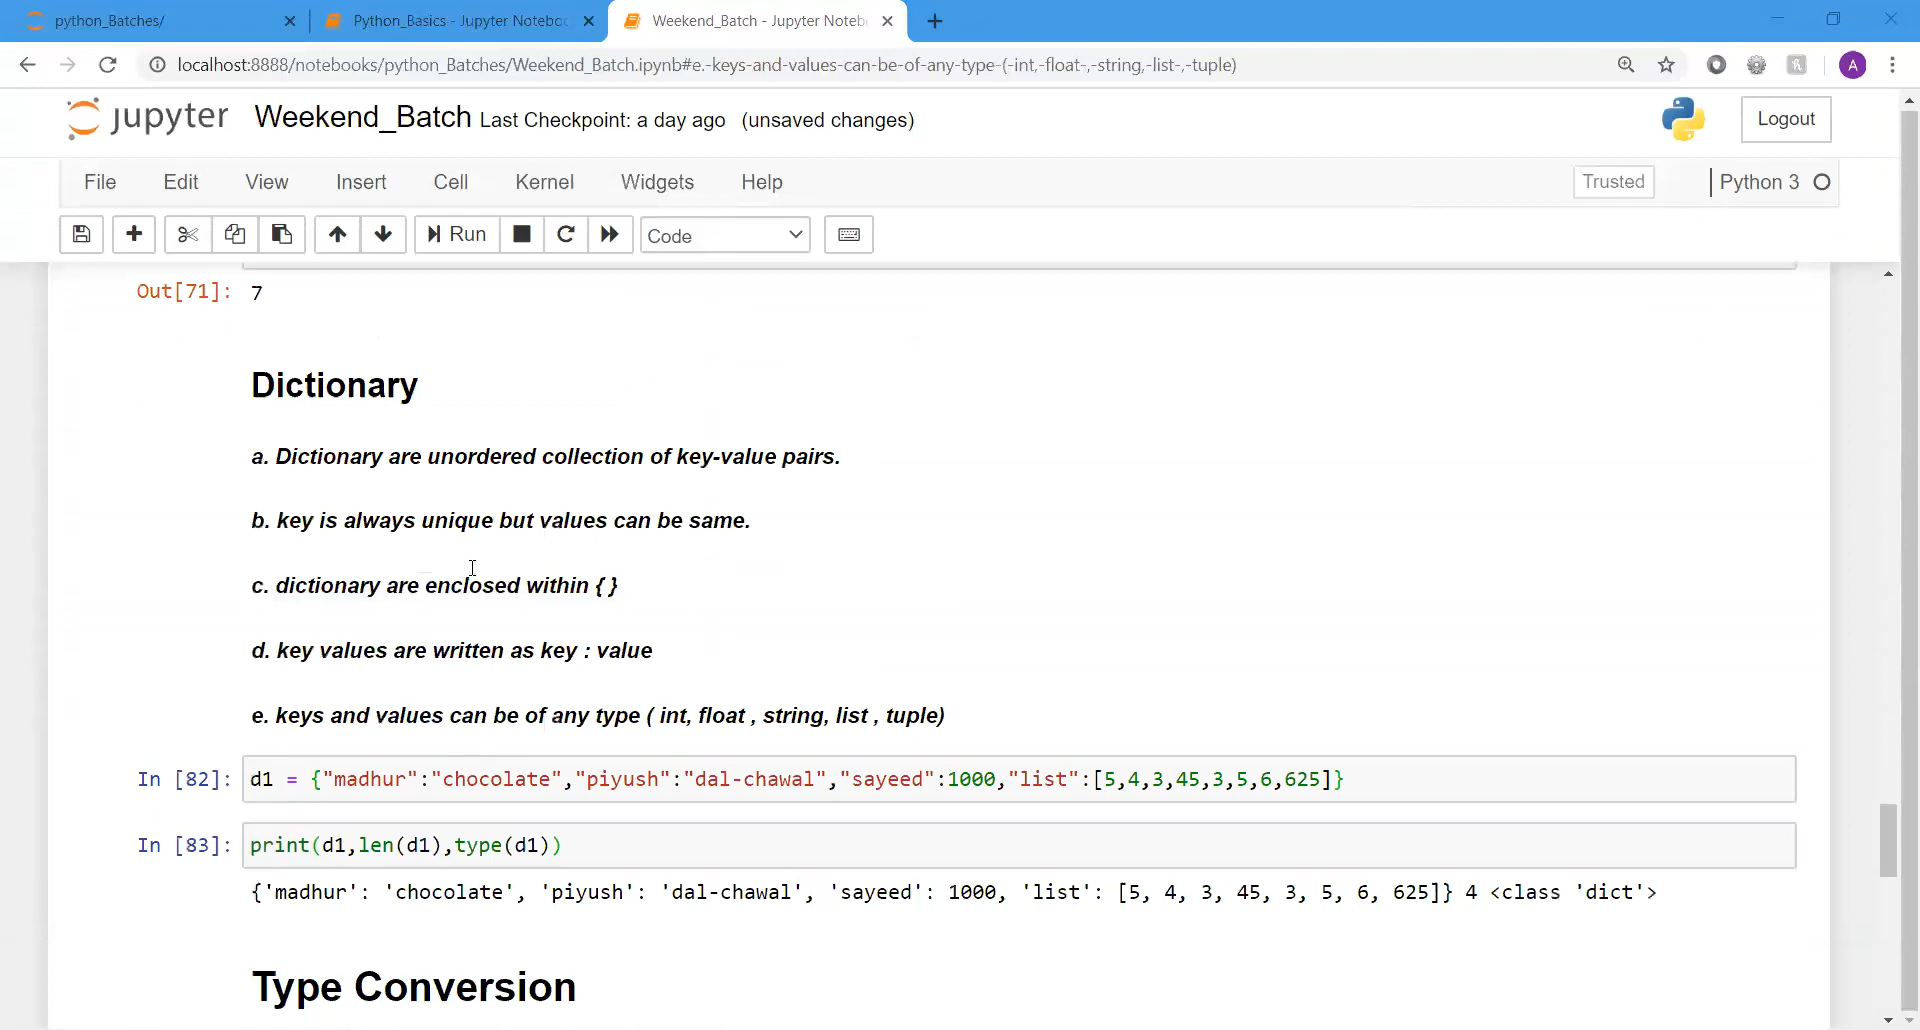 python_Batches/
Python_Basics - Jupyter Noteboo
Weekend_Batch - Jupyter Noteb
localhost:8888/notebooks/python_Batches/Weekend_Batch.ipynb#e.-keys-and-values-can-be-of-any-type-(-int,-float-,-string,-list-,-tuple)
A
jupyter Weekend_Batch Last Checkpoint: a day ago (unsaved changes)
Logout
File Edit View Insert Cell Kernel Widgets Help
Trusted
Python 3
Run
Code
Out[71]: 7
Dictionary
a. Dictionary are unordered collection of key-value pairs.
b. key is always unique but values can be same.
c. dictionary are enclosed within { }
d. key values are written as key : value
e. keys and values can be of any type ( int, float , string, list , tuple)
In [82]: d1 = {"madhur":"chocolate","piyush":"dal-chawal","sayeed":1000,"list":[5,4,3,45,3,5,6,625]}
In [83]: print(d1,len(d1),type(d1))
{'madhur': 'chocolate', 'piyush': 'dal-chawal', 'sayeed': 1000, 'list': [5, 4, 3, 45, 3, 5, 6, 625]} 4 <class 'dict'>
Type Conversion